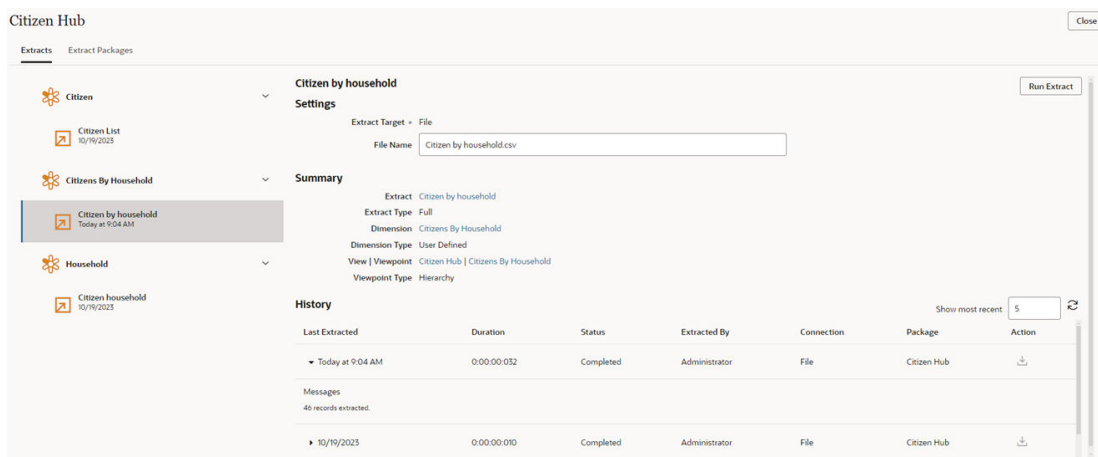 Citizen Hub
Close
Extracts Extract Packages
Citizen
Citizen List
10/19/2023
Citizens By Household
Citizen by household
Today at 9:04 AM
Household
Citizen household
10/19/2023
Citizen by household
Run Extract
Settings
Extract Target * File
File Name Citizen by household.csv
Summary
Extract Citizen by household
Extract Type Full
Dimension Citizens By Household
Dimension Type User Defined
View | Viewpoint Citizen Hub | Citizens By Household
Viewpoint Type Hierarchy
History
Show most recent 5
Last Extracted Duration Status Extracted By Connection Package Action
Today at 9:04 AM 0:00:00:032 Completed Administrator File Citizen Hub
Messages
46 records extracted.
10/19/2023 0:00:00:010 Completed Administrator File Citizen Hub